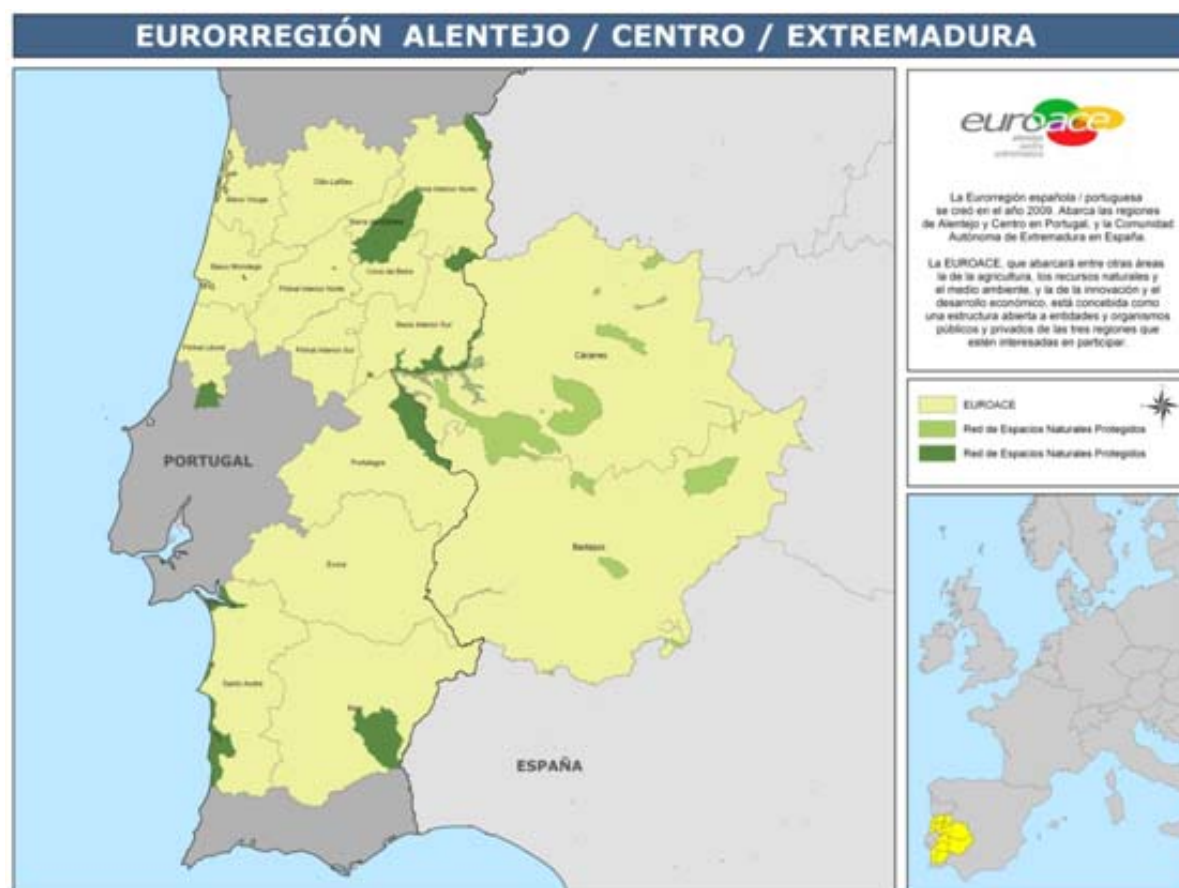 EURORREGIÓN ALENTEJO / CENTRO / EXTREMADURA
euroace
alentejo
centro
extremadura
La Eurorregión española / portuguesa
se creó en el año 2009. Abarca las regiones
de Alentejo y Centro en Portugal, y la Comunidad
Autónoma de Extremadura en España.
La EUROACE, que abarcará entre otras áreas
la de la agricultura, los recursos naturales y
el medio ambiente, y la de la innovación y el
desarrollo económico, está concebida como
una estructura abierta a entidades y organismos
públicos y privados de las tres regiones que
estén interesadas en participar.
EUROACE
Red de Espacios Naturales Protegidos
Red de Espacios Naturales Protegidos
Dão-Lafões
Baixo Vouga
Beira Interior Norte
Baixo Mondego
Cova da Beira
Pinhal Interior Norte
Beira Interior Sul
Pinhal Litoral
Pinhal Interior Sul
Cáceres
PORTUGAL
Portalegre
Badajoz
Évora
Beja
ESPAÑA